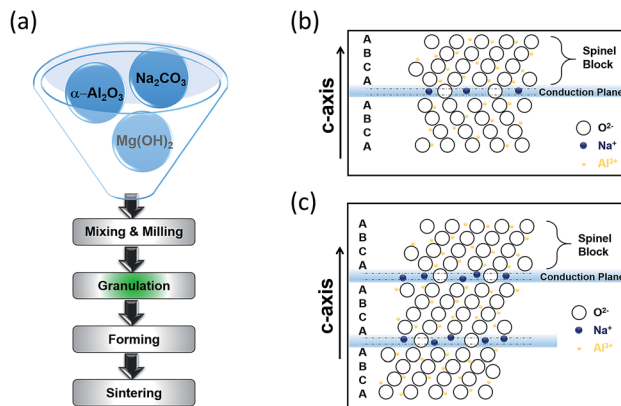 (a)
α–Al2O3
Na2CO3
Mg(OH)2
Mixing & Milling
Granulation
Forming
Sintering
(b)
c-axis
A
B
C
A
A
B
C
A
Spinel
Block
Conduction Plane
O2-
Na+
Al3+
(c)
c-axis
A
B
C
A
A
B
C
A
A
B
C
A
Spinel
Block
Conduction Plane
O2-
Na+
Al3+